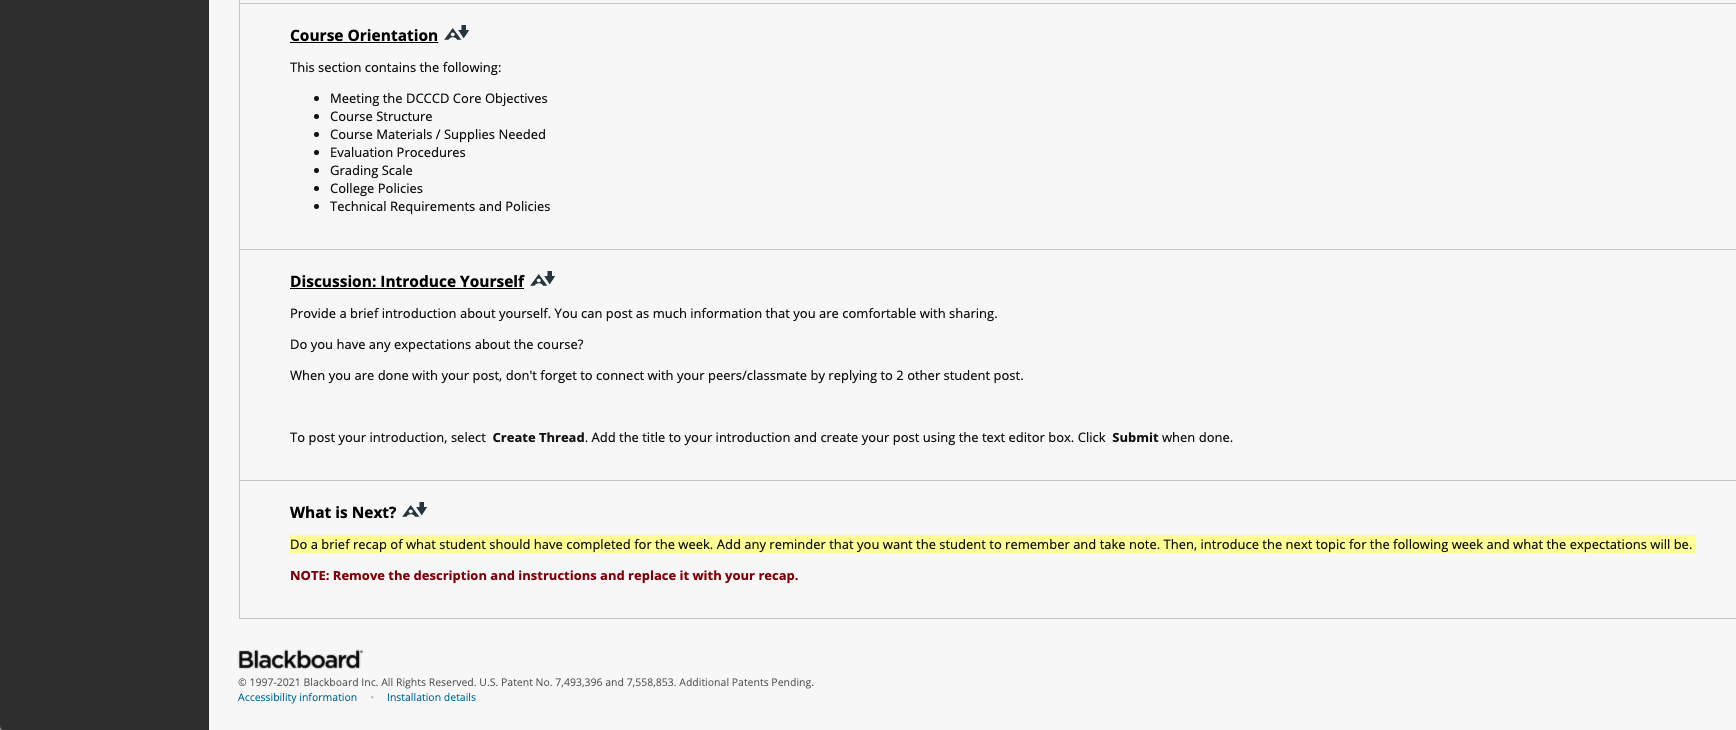 Course Orientation
This section contains the following:
Meeting the DCCCD Core Objectives
Course Structure
Course Materials / Supplies Needed
Evaluation Procedures
Grading Scale
College Policies
Technical Requirements and Policies
Discussion: Introduce Yourself
Provide a brief introduction about yourself. You can post as much information that you are comfortable with sharing.
Do you have any expectations about the course?
When you are done with your post, don't forget to connect with your peers/classmate by replying to 2 other student post.
To post your introduction, select Create Thread. Add the title to your introduction and create your post using the text editor box. Click Submit when done.
What is Next?
Do a brief recap of what student should have completed for the week. Add any reminder that you want the student to remember and take note. Then, introduce the next topic for the following week and what the expectations will be.
NOTE: Remove the description and instructions and replace it with your recap.
Blackboard
© 1997-2021 Blackboard Inc. All Rights Reserved. U.S. Patent No. 7,493,396 and 7,558,853. Additional Patents Pending.
Accessibility information · Installation details